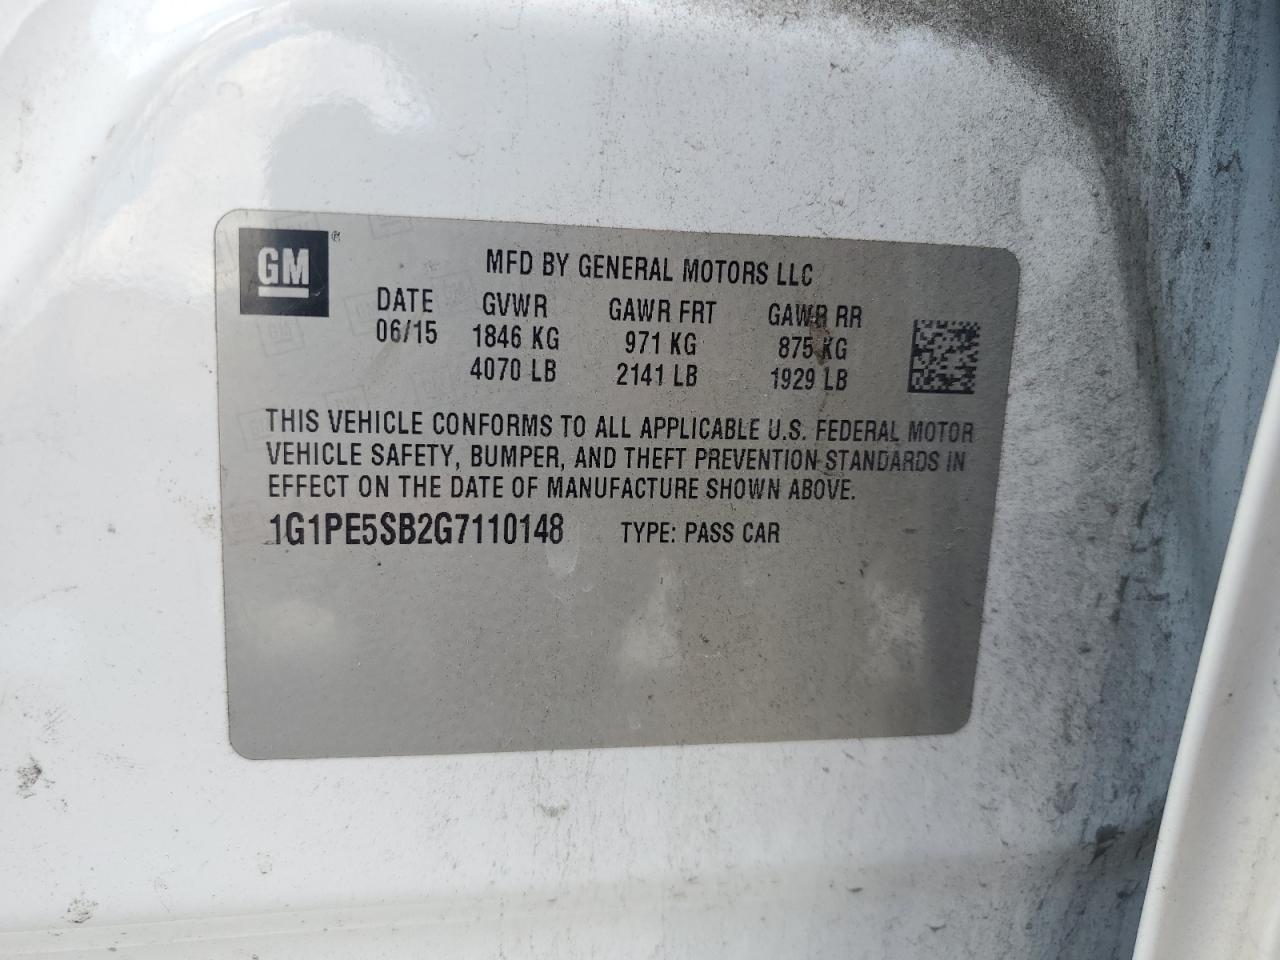 GM ®
MFD BY GENERAL MOTORS LLC
DATE GVWR GAWR FRT GAWR RR
06/15 1846 KG 971 KG 875 KG
4070 LB 2141 LB 1929 LB
THIS VEHICLE CONFORMS TO ALL APPLICABLE U.S. FEDERAL MOTOR
VEHICLE SAFETY, BUMPER, AND THEFT PREVENTION STANDARDS IN
EFFECT ON THE DATE OF MANUFACTURE SHOWN ABOVE.
1G1PE5SB2G7110148 TYPE: PASS CAR